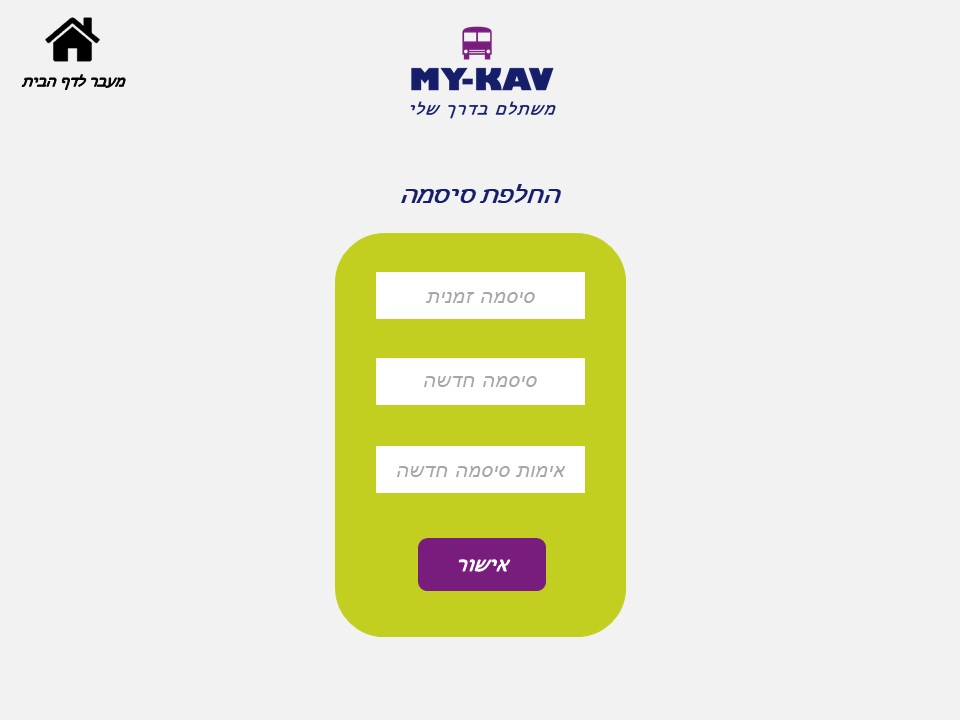 מעבר לדף הבית
MY-KAV
משתלם בדרך שלי
החלפת סיסמה
סיסמה זמנית
סיסמה חדשה
אימות סיסמה חדשה
אישור